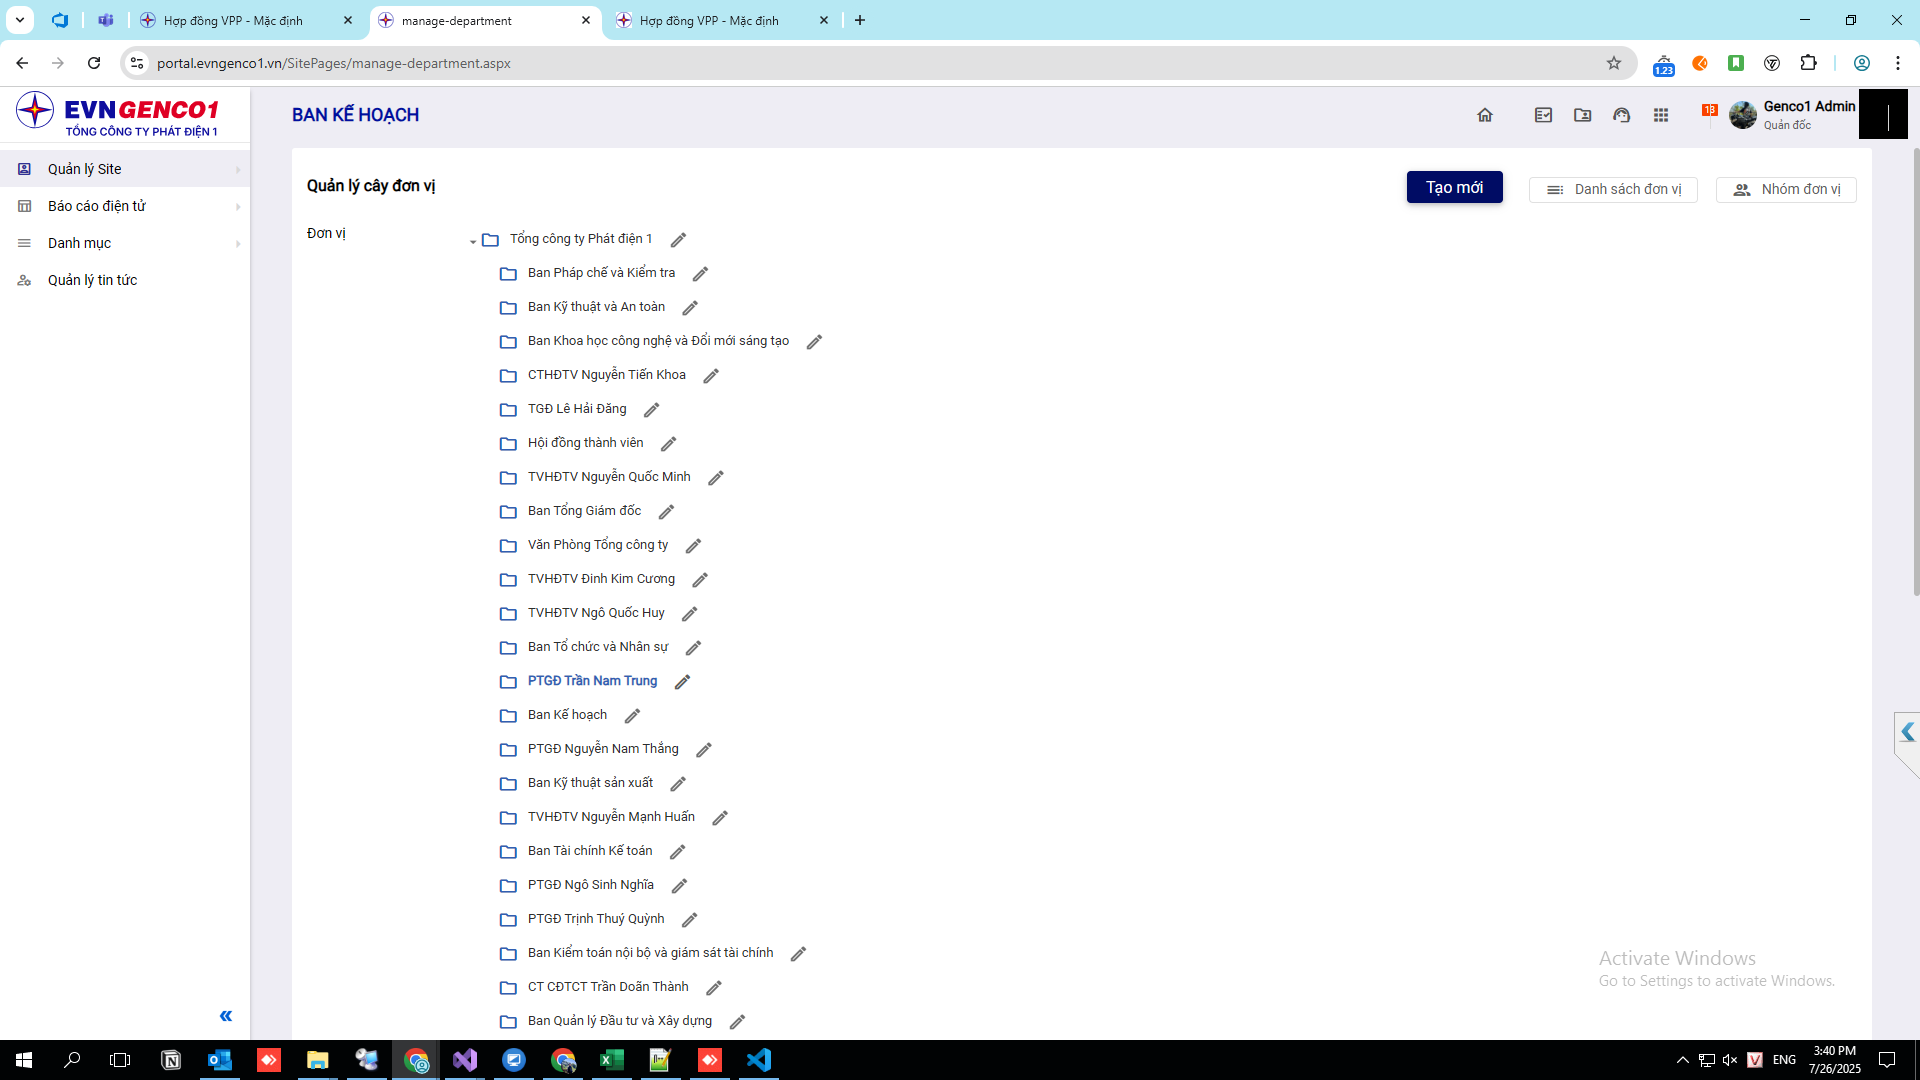 Hợp đồng VPP - Mặc định
manage-department
Hợp đồng VPP - Mặc định
portal.evngenco1.vn/SitePages/manage-department.aspx
1.23
EVNGENCO1
TỔNG CÔNG TY PHÁT ĐIỆN 1
BAN KẾ HOẠCH
13
Genco1 Admin
Quản đốc
Quản lý Site
Báo cáo điện tử
Danh mục
Quản lý tin tức
Quản lý cây đơn vị
Tạo mới
Danh sách đơn vị
Nhóm đơn vị
Đơn vị
Tổng công ty Phát điện 1
Ban Pháp chế và Kiểm tra
Ban Kỹ thuật và An toàn
Ban Khoa học công nghệ và Đổi mới sáng tạo
CTHĐTV Nguyễn Tiến Khoa
TGĐ Lê Hải Đăng
Hội đồng thành viên
TVHĐTV Nguyễn Quốc Minh
Ban Tổng Giám đốc
Văn Phòng Tổng công ty
TVHĐTV Đinh Kim Cương
TVHĐTV Ngô Quốc Huy
Ban Tổ chức và Nhân sự
PTGĐ Trần Nam Trung
Ban Kế hoạch
PTGĐ Nguyễn Nam Thắng
Ban Kỹ thuật sản xuất
TVHĐTV Nguyễn Mạnh Huấn
Ban Tài chính Kế toán
PTGĐ Ngô Sinh Nghĩa
PTGĐ Trịnh Thuý Quỳnh
Ban Kiểm toán nội bộ và giám sát tài chính
CT CĐTCT Trần Doãn Thành
Ban Quản lý Đầu tư và Xây dựng
Activate Windows
Go to Settings to activate Windows.
ENG
3:40 PM
7/26/2025